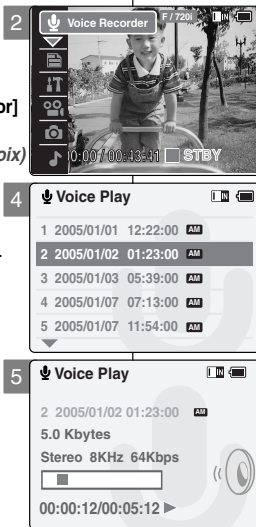 2
Voice Recorder
F / 720i
IN
or]
pix)
0:00 / 00:43:41 STBY
4
Voice Play
IN
1 2005/01/01 12:22:00 AM
2 2005/01/02 01:23:00 AM
3 2005/01/03 05:39:00 AM
4 2005/01/07 07:13:00 AM
5 2005/01/07 11:54:00 AM
5
Voice Play
IN
2 2005/01/02 01:23:00 AM
5.0 Kbytes
Stereo 8KHz 64Kbps
00:00:12/00:05:12